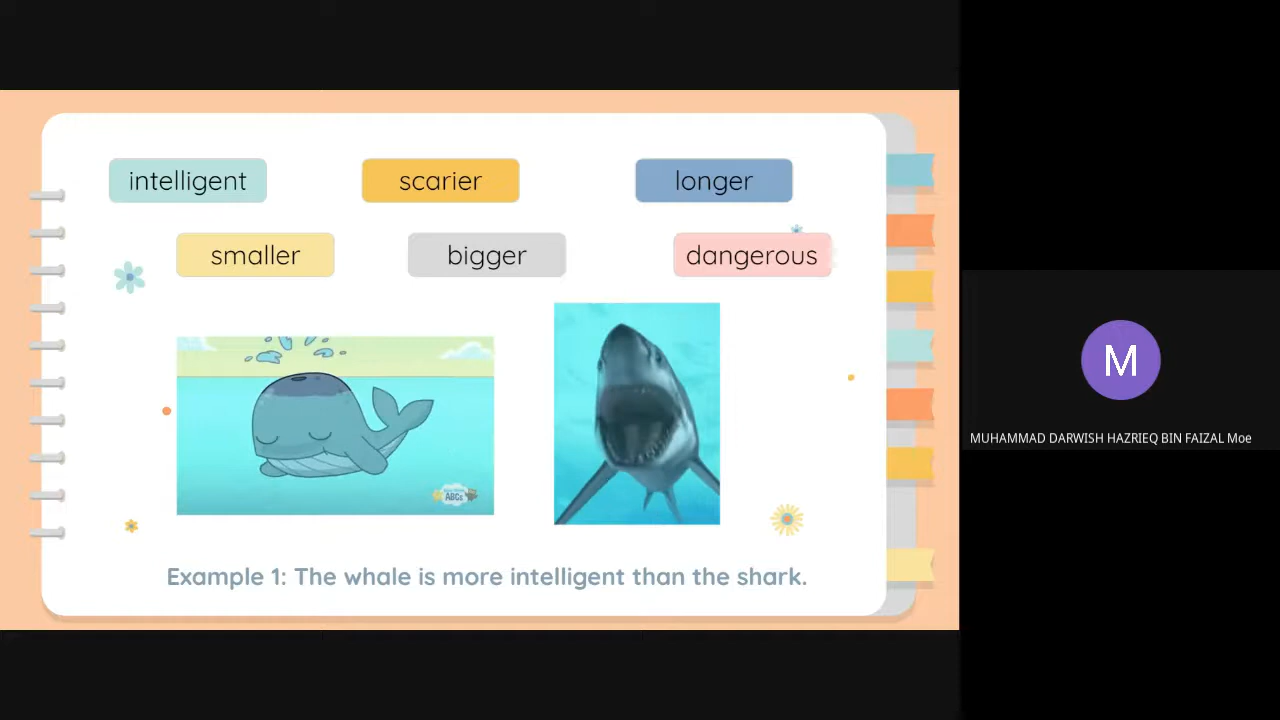 intelligent scarier longer
smaller bigger dangerous
ABCs
Example 1: The whale is more intelligent than the shark.
M
MUHAMMAD DARWISH HAZRIEQ BIN FAIZAL Moe